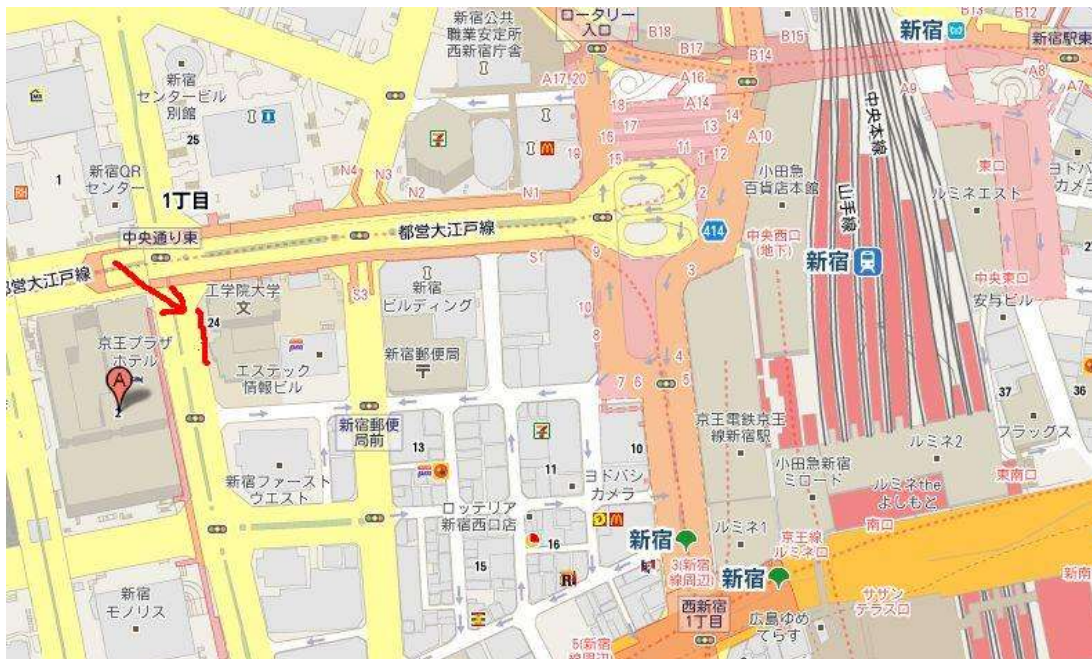 新宿公共
職業安定所
西新宿庁舎
ロータリー
入口
B18
B17
B14
B15
新宿
B13
B12
新宿駅東
A17
20
A16
A14
A10
A9
A8
A7
18
17
16
15
14
13
12
11
1
2
19
新宿
センタービル
別館
25
新宿QR
センター
1
1丁目
中央通り東
N4
N3
N2
N1
都営大江戸線
都営大江戸線
小田急
百貨店本館
中央本線
山手線
東口
ヨドバ
カメラ
ルミネエスト
414
中央西口
(地下)
新宿
中央東口
安与ビル
工学院大学
文
24
S3
S1
新宿
ビルディング
9
3
10
8
4
5
7
6
京王プラザ
ホテル
A
2
エステック
情報ビル
新宿郵便局
〒
新宿郵便
局前
13
11
10
ヨドバシ
カメラ
京王電鉄京王
線新宿駅
ルミネ2
37
36
フラッグス
小田急新宿
ミロード
東南口
ルミネthe
よしもと
新宿ファースト
ウエスト
ロッテリア
新宿西口店
16
15
新宿
ルミネ1
南口
京王線
ルミネ口
3(新宿
線周辺)
新宿
新南
サザン
テラス口
新宿
モノリス
西新宿
1丁目
広島ゆめ
てらす
5(新宿
線周辺)